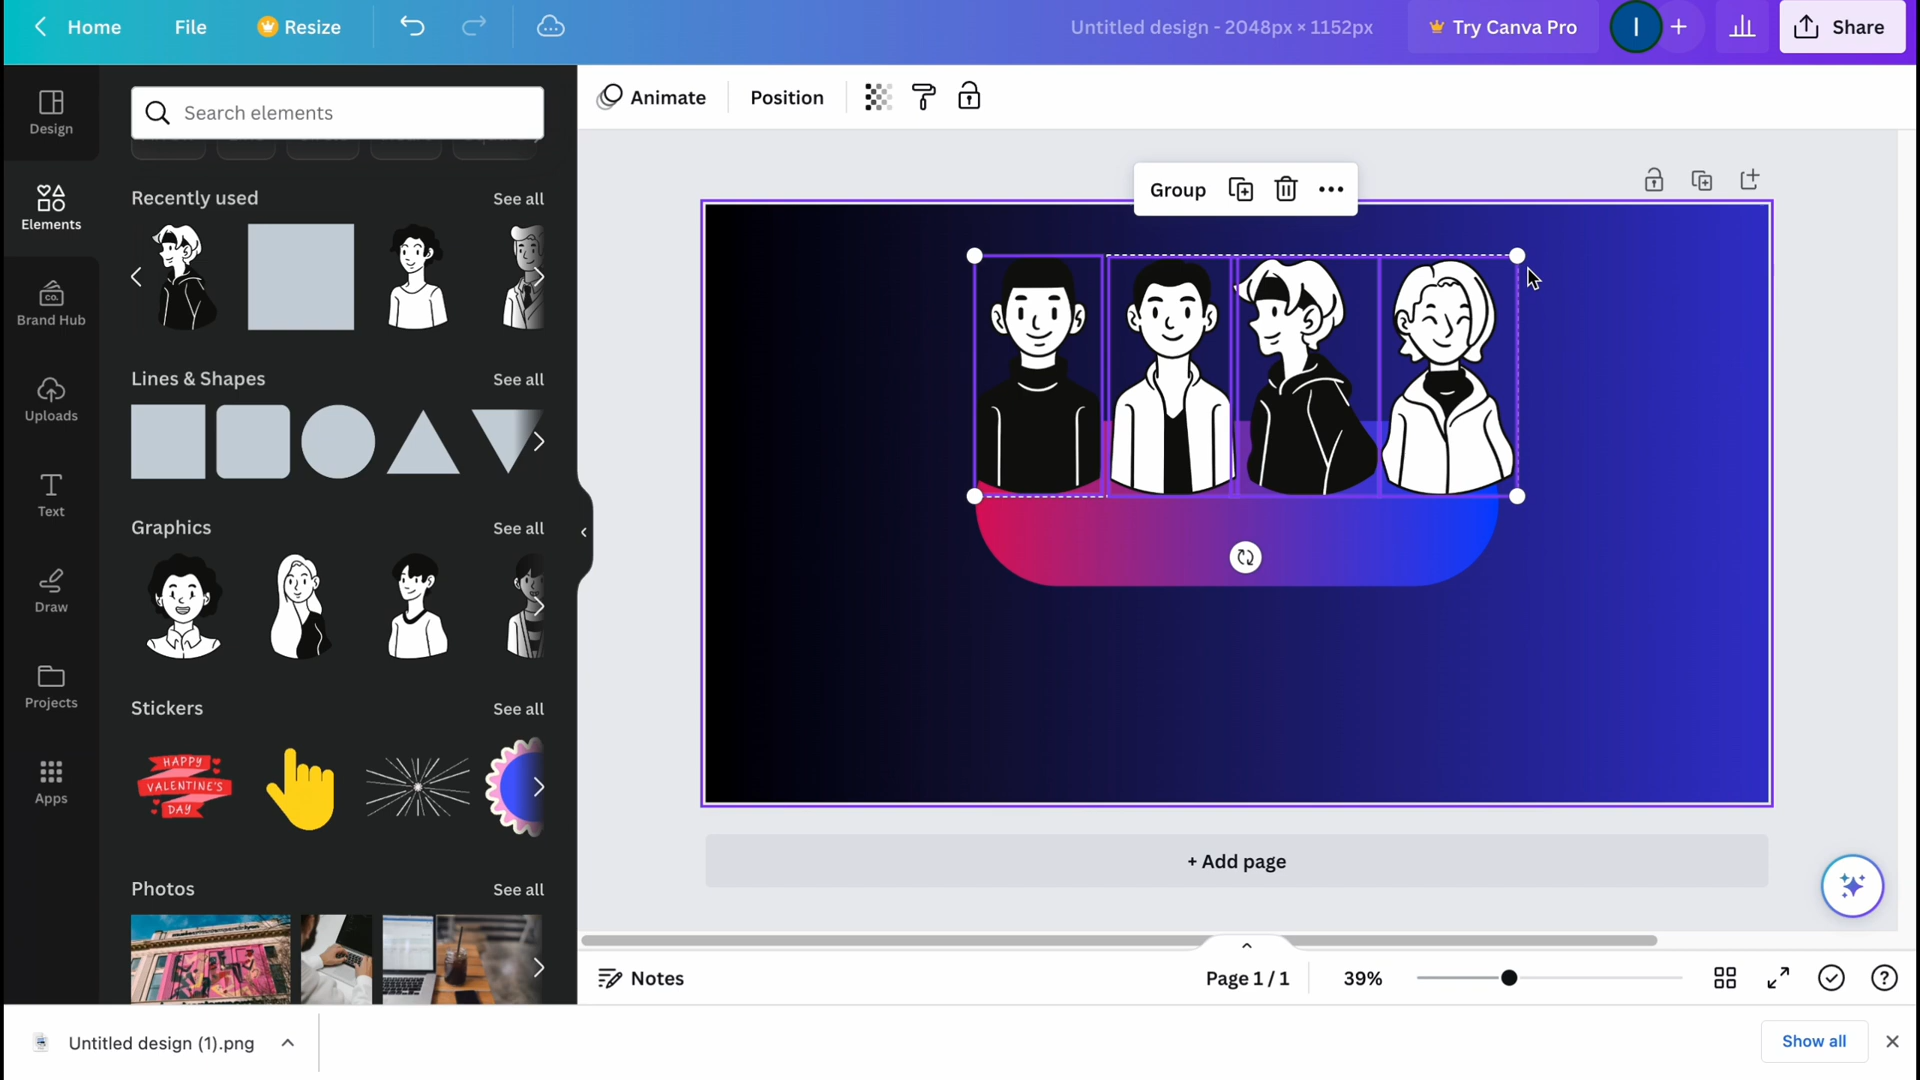 Home File Resize Untitled design - 2048px × 1152px Try Canva Pro I + Share
Design
Elements
Brand Hub
co.
Uploads
Text
Draw
Projects
Apps
Search elements
Recently used See all
Lines & Shapes See all
Graphics See all
Stickers See all
HAPPY
VALENTINE'S
DAY
Photos See all
Animate Position
Group
+ Add page
Notes Page 1 / 1 39%
Untitled design (1).png Show all